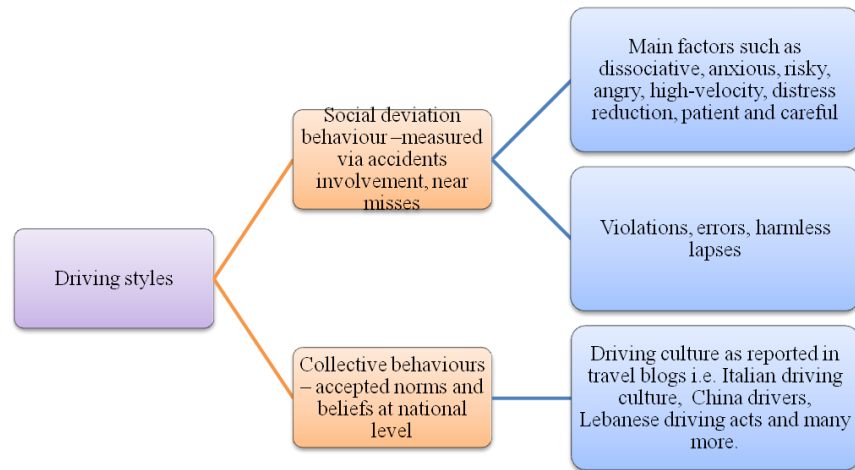 Driving styles
Social deviation
behaviour –measured
via accidents
involvement, near
misses
Main factors such as
dissociative, anxious, risky,
angry, high-velocity, distress
reduction, patient and careful
Violations, errors, harmless
lapses
Collective behaviours
– accepted norms and
beliefs at national
level
Driving culture as reported in
travel blogs i.e. Italian driving
culture,  China drivers,
Lebanese driving acts and many
more.